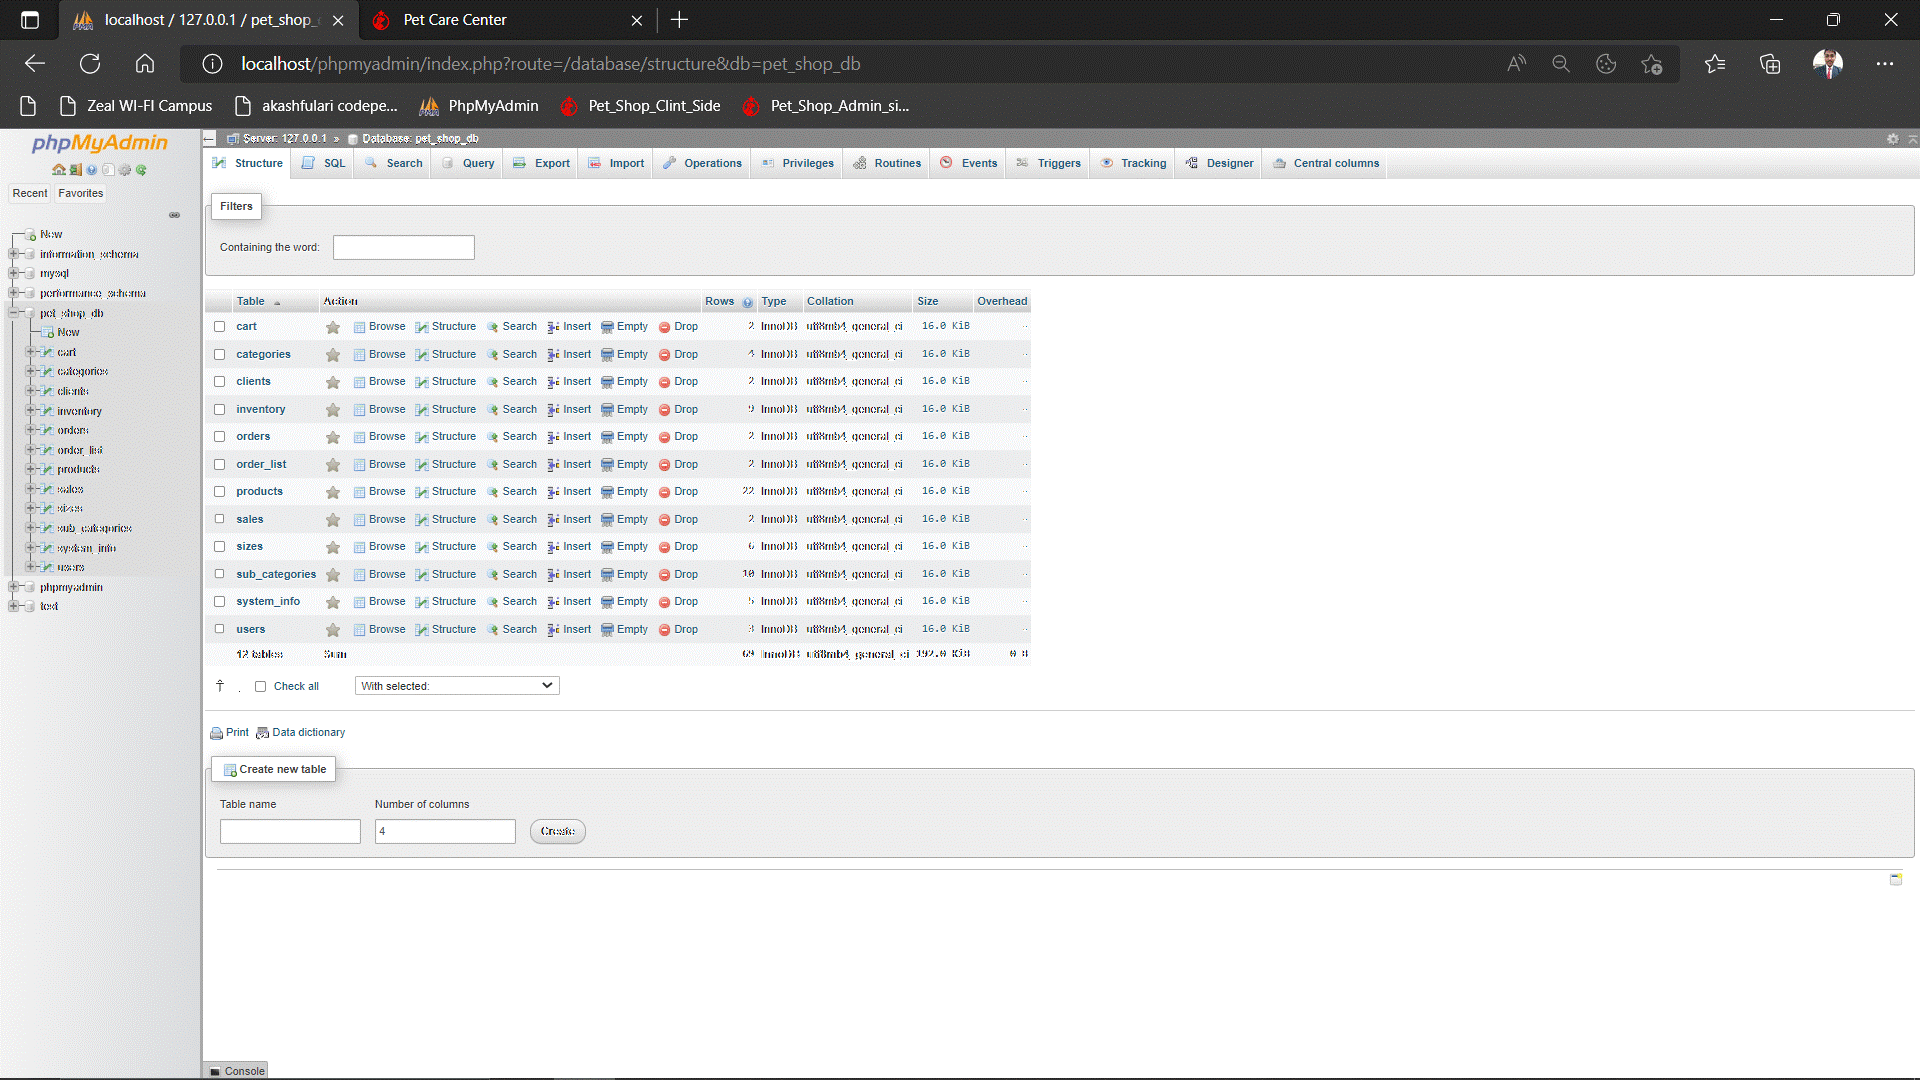 localhost / 127.0.0.1 / pet_shop_
Pet Care Center
localhost/phpmyadmin/index.php?route=/database/structure&db=pet_shop_db
Zeal WI-FI Campus
akashfulari codepe...
PhpMyAdmin
Pet_Shop_Clint_Side
Pet_Shop_Admin_si...
phpMyAdmin
Recent Favorites
New
information_schema
mysql
performance_schema
pet_shop_db
New
cart
categories
clients
inventory
orders
order_list
products
sales
sizes
sub_categories
system_info
users
phpmyadmin
test
Server: 127.0.0.1 » Database: pet_shop_db
Structure SQL Search Query Export Import Operations Privileges Routines Events Triggers Tracking Designer Central columns
Filters
Containing the word:
Table Action Rows Type Collation Size Overhead
cart Browse Structure Search Insert Empty Drop 2 InnoDB utf8mb4_general_ci 16.0 KiB -
categories Browse Structure Search Insert Empty Drop 4 InnoDB utf8mb4_general_ci 16.0 KiB -
clients Browse Structure Search Insert Empty Drop 2 InnoDB utf8mb4_general_ci 16.0 KiB -
inventory Browse Structure Search Insert Empty Drop 9 InnoDB utf8mb4_general_ci 16.0 KiB -
orders Browse Structure Search Insert Empty Drop 2 InnoDB utf8mb4_general_ci 16.0 KiB -
order_list Browse Structure Search Insert Empty Drop 2 InnoDB utf8mb4_general_ci 16.0 KiB -
products Browse Structure Search Insert Empty Drop 22 InnoDB utf8mb4_general_ci 16.0 KiB -
sales Browse Structure Search Insert Empty Drop 2 InnoDB utf8mb4_general_ci 16.0 KiB -
sizes Browse Structure Search Insert Empty Drop 6 InnoDB utf8mb4_general_ci 16.0 KiB -
sub_categories Browse Structure Search Insert Empty Drop 10 InnoDB utf8mb4_general_ci 16.0 KiB -
system_info Browse Structure Search Insert Empty Drop 5 InnoDB utf8mb4_general_ci 16.0 KiB -
users Browse Structure Search Insert Empty Drop 3 InnoDB utf8mb4_general_ci 16.0 KiB -
12 tables Sum 69 InnoDB utf8mb4_general_ci 192.0 KiB 0 B
Check all With selected:
Print Data dictionary
Create new table
Table name Number of columns
4 Create
Console